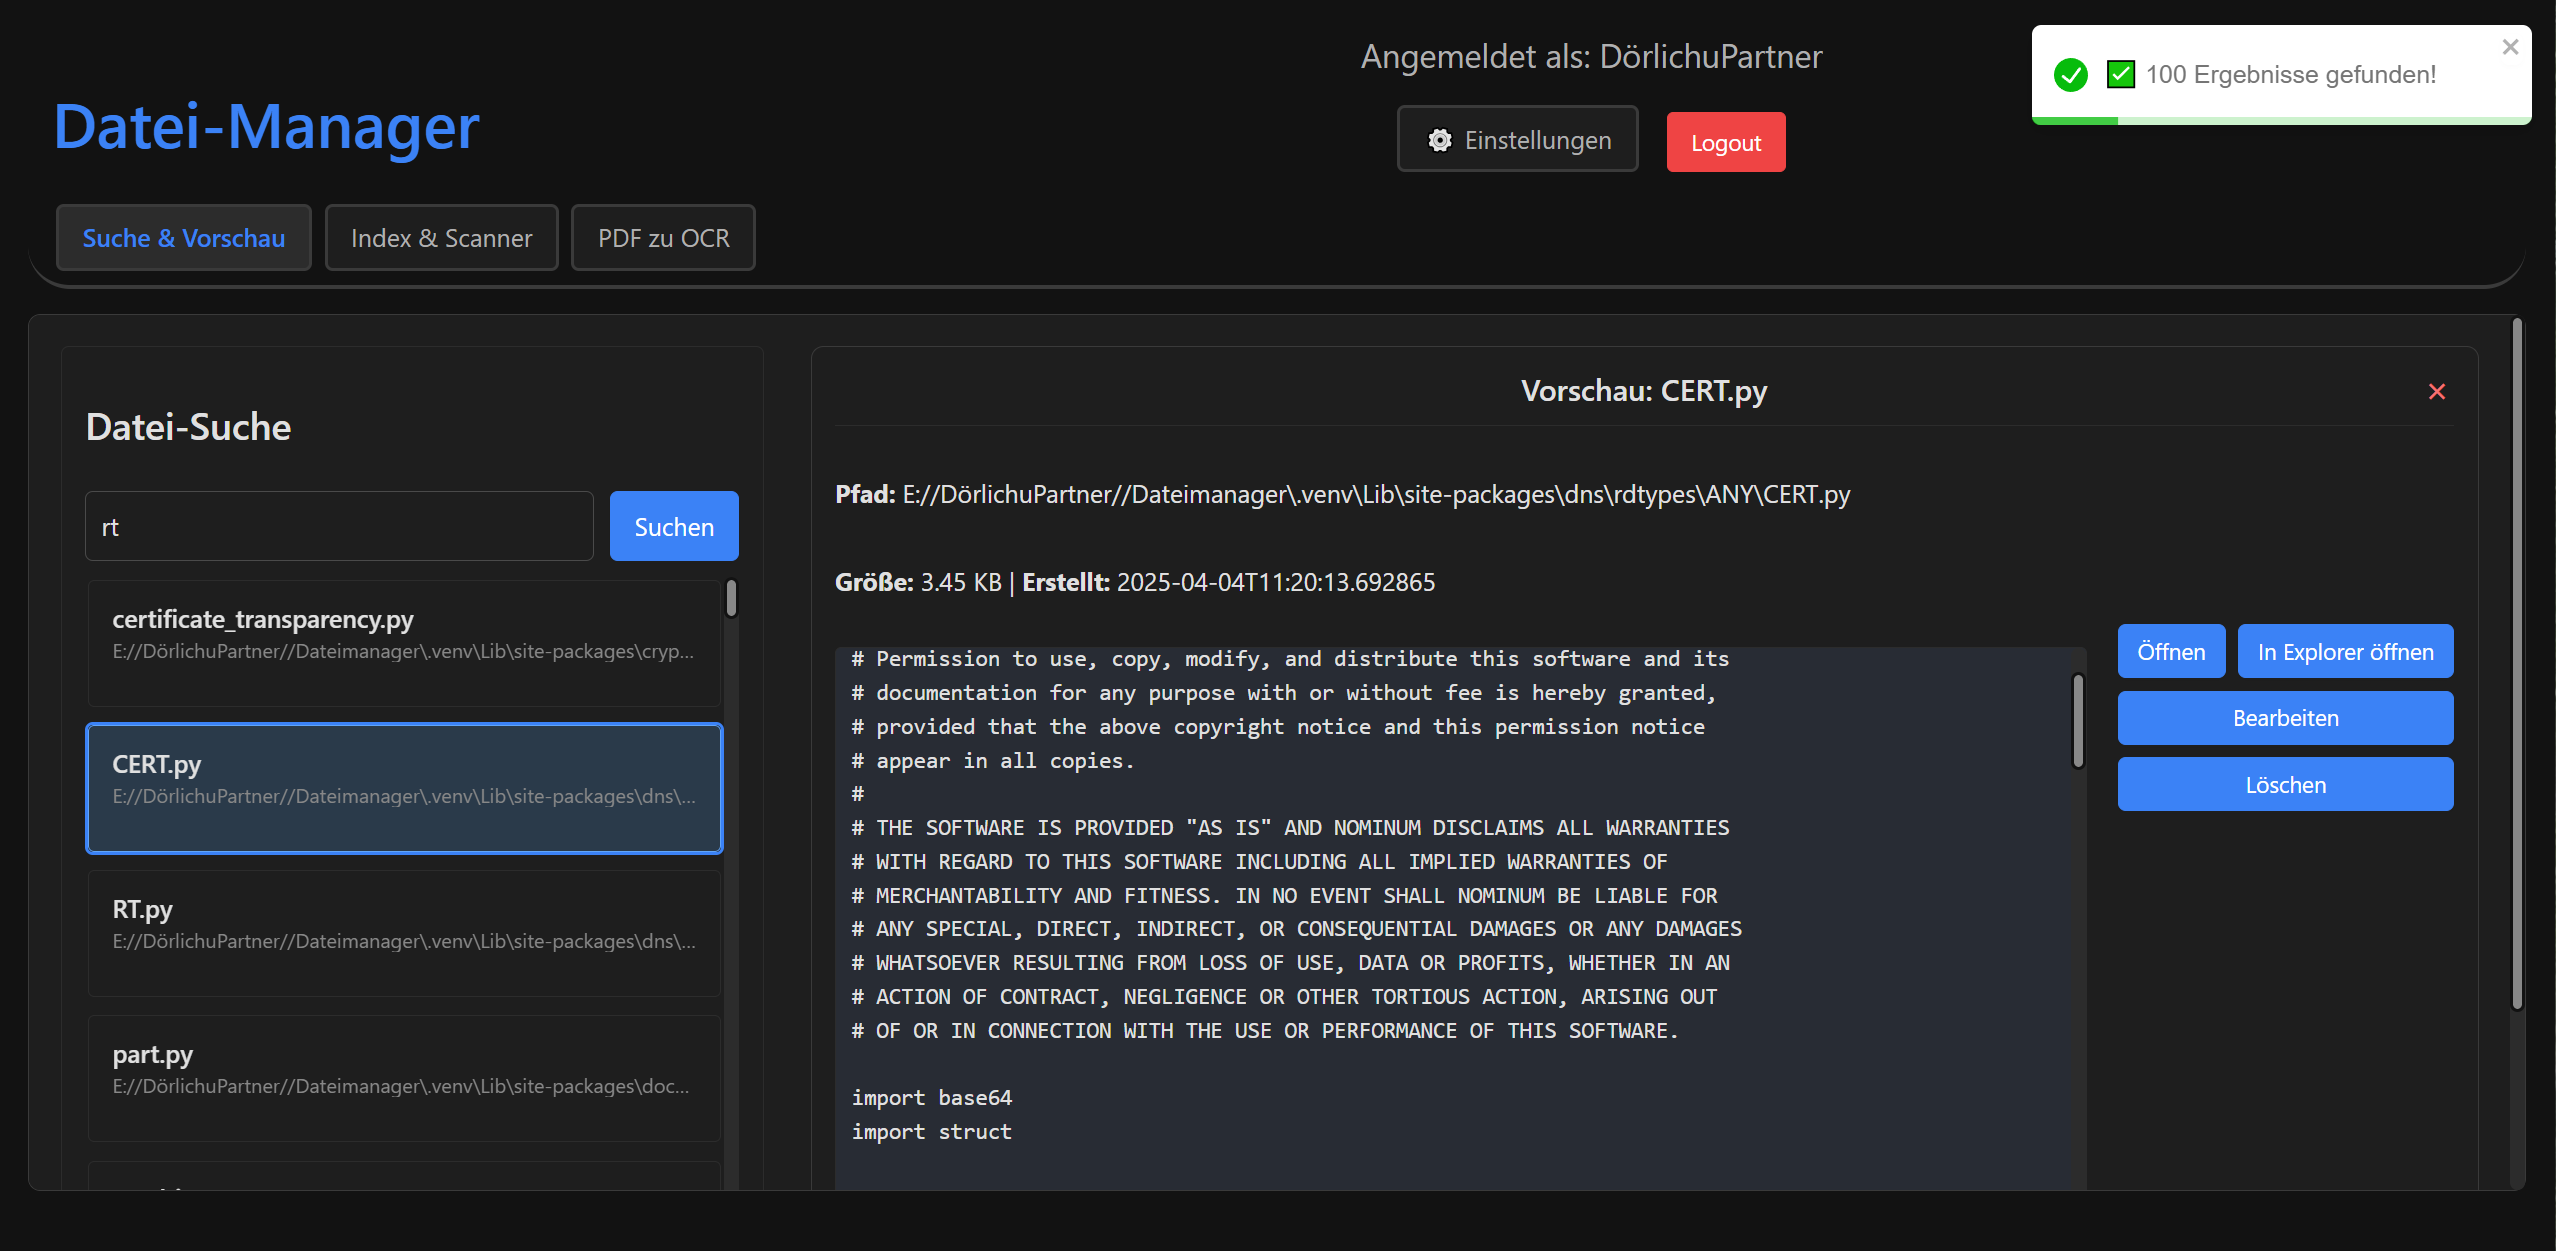 Angemeldet als: DörlichuPartner
100 Ergebnisse gefunden!
Datei-Manager
Einstellungen
Logout
Suche & Vorschau
Index & Scanner
PDF zu OCR
Datei-Suche
rt
Suchen
certificate_transparency.py
E://DörlichuPartner//Dateimanager\.venv\Lib\site-packages\cryp...
CERT.py
E://DörlichuPartner//Dateimanager\.venv\Lib\site-packages\dns\...
RT.py
E://DörlichuPartner//Dateimanager\.venv\Lib\site-packages\dns\...
part.py
E://DörlichuPartner//Dateimanager\.venv\Lib\site-packages\doc...
Vorschau: CERT.py
Pfad: E://DörlichuPartner//Dateimanager\.venv\Lib\site-packages\dns\rdtypes\ANY\CERT.py
Größe: 3.45 KB | Erstellt: 2025-04-04T11:20:13.692865
# Permission to use, copy, modify, and distribute this software and its
# documentation for any purpose with or without fee is hereby granted,
# provided that the above copyright notice and this permission notice
# appear in all copies.
#
# THE SOFTWARE IS PROVIDED "AS IS" AND NOMINUM DISCLAIMS ALL WARRANTIES
# WITH REGARD TO THIS SOFTWARE INCLUDING ALL IMPLIED WARRANTIES OF
# MERCHANTABILITY AND FITNESS. IN NO EVENT SHALL NOMINUM BE LIABLE FOR
# ANY SPECIAL, DIRECT, INDIRECT, OR CONSEQUENTIAL DAMAGES OR ANY DAMAGES
# WHATSOEVER RESULTING FROM LOSS OF USE, DATA OR PROFITS, WHETHER IN AN
# ACTION OF CONTRACT, NEGLIGENCE OR OTHER TORTIOUS ACTION, ARISING OUT
# OF OR IN CONNECTION WITH THE USE OR PERFORMANCE OF THIS SOFTWARE.
import base64
import struct
Öffnen
In Explorer öffnen
Bearbeiten
Löschen